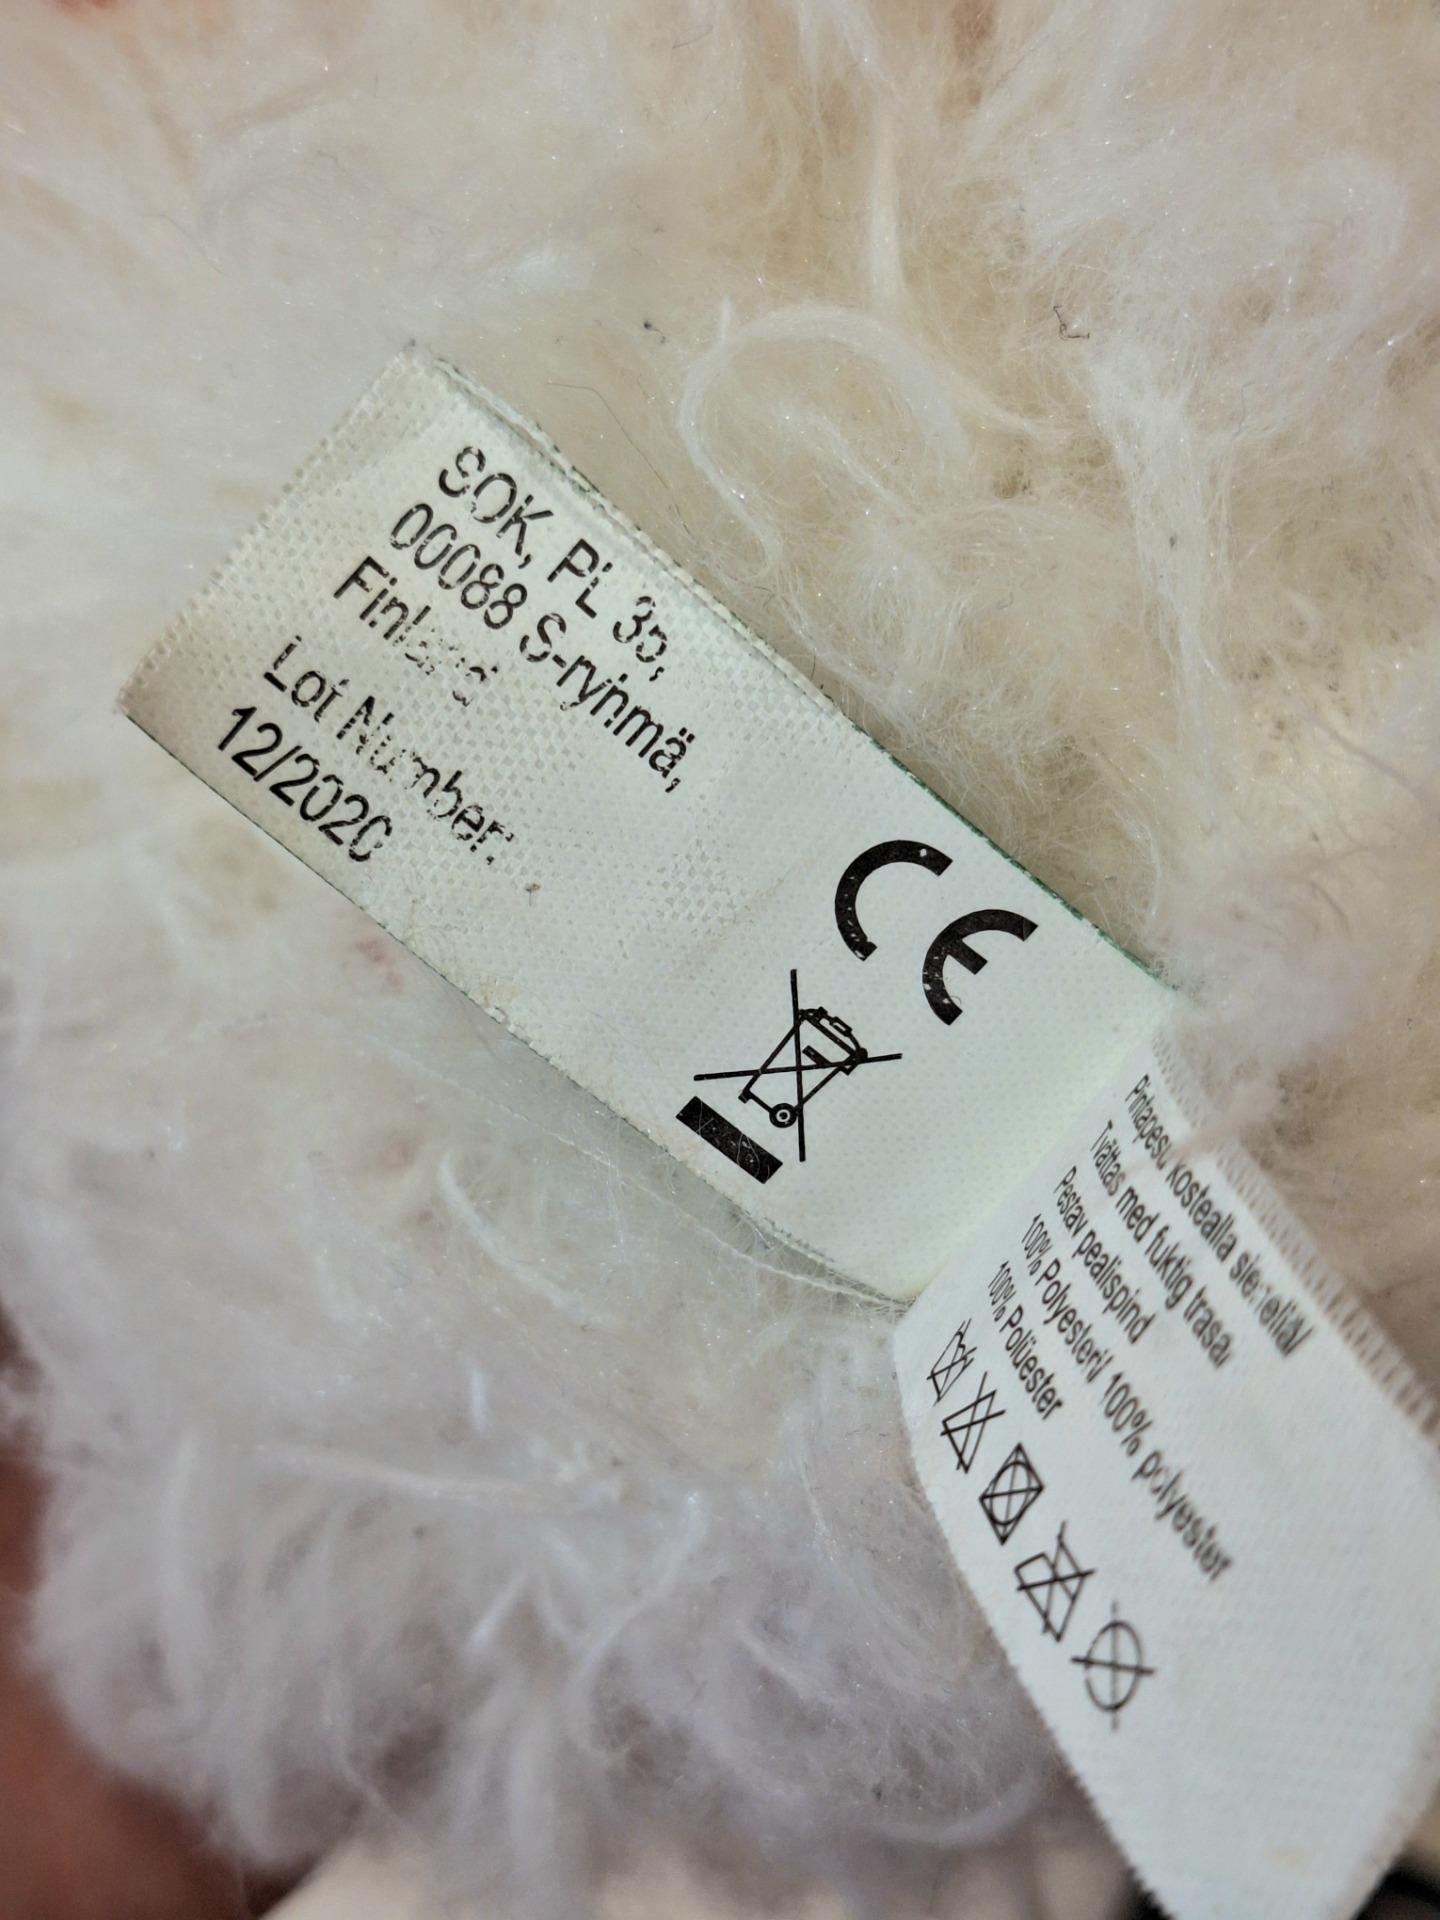 SOK, PL 35,
00088 S-ryhmä,
Finland
Lot Number:
12/2020
CE
Pintapesu kostealla sienellä/
Tvättas med fuktig trasa/
Pestav pealispind
100% Polyesteri/ 100% polyester
100% Polüester